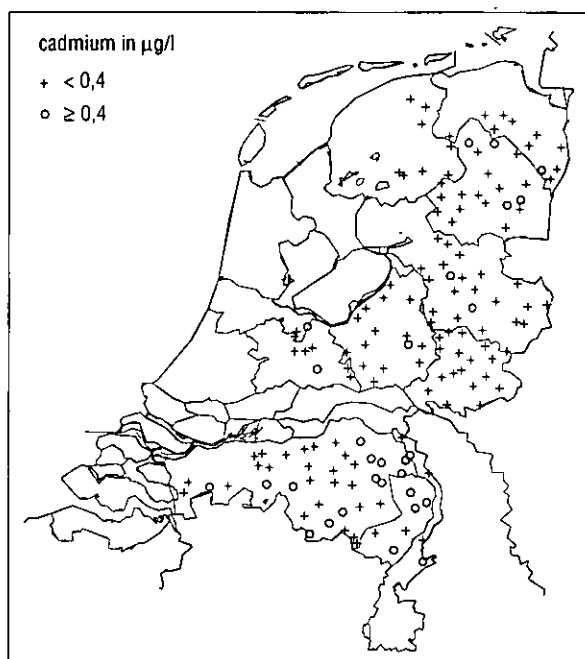 cadmium in µg/l
+ < 0,4
o ≥ 0,4